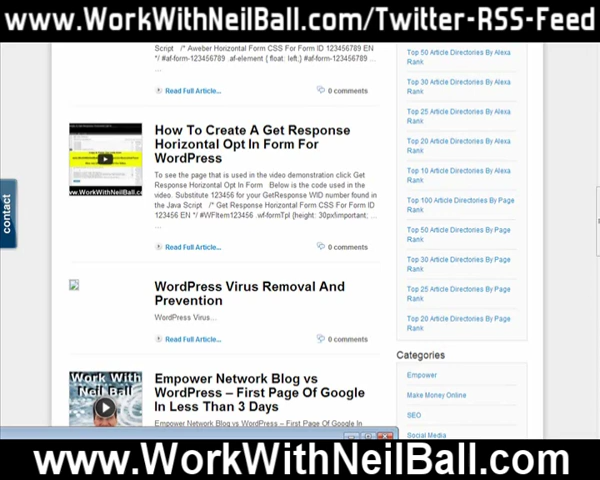 www.WorkWithNeilBall.com/Twitter-RSS-Feed
Script /* Aweber Horizontal Form CSS For Form ID 123456789 EN
*/ #af-form-123456789 .af-element { float: left;} #af-form-123456789 ...
...
Read Full Article...
0 comments
How To Create A Get Response
Horizontal Opt In Form For
WordPress
To see the page that is used in the video demonstration click Get
Response Horizontal Opt In Form Below is the code used in the
video. Substitute 123456 for your GetResponse WID number found in
the Java Script /* Get Response Horizontal Form CSS For Form ID
123456 EN */ #WFItem123456 .wf-formTpl {height: 30px!important; ...
...
Read Full Article...
0 comments
WordPress Virus Removal And
Prevention
WordPress Virus...
Read Full Article...
0 comments
Work With
Neil Ball
Empower Network Blog vs
WordPress – First Page Of Google
In Less Than 3 Days
Empower Network Blog vs WordPress – First Page Of Google In
Top 50 Article Directories By Alexa
Rank
Top 30 Article Directories By Alexa
Rank
Top 25 Article Directories By Alexa
Rank
Top 20 Article Directories By Alexa
Rank
Top 10 Article Directories By Alexa
Rank
Top 100 Article Directories By Page
Rank
Top 50 Article Directories By Page
Rank
Top 30 Article Directories By Page
Rank
Top 25 Article Directories By Page
Rank
Top 20 Article Directories By Page
Rank
Categories
Empower
Make Money Online
SEO
Social Media
contact
www.WorkWithNeilBall.com